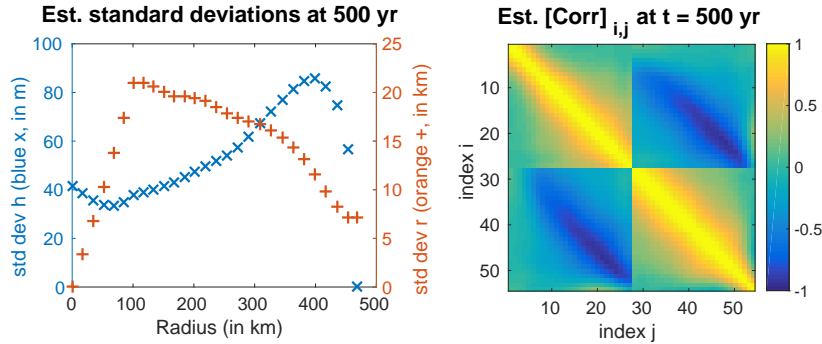 Est. standard deviations at 500 yr
100
80
60
40
20
0
std dev h (blue x, in m)
25
20
15
10
5
0
std dev r (orange +, in km)
0 100 200 300 400 500
Radius (in km)
Est. [Corr] i,j at t = 500 yr
10
20
30
40
50
index i
10 20 30 40 50
index j
1
0.5
0
-0.5
-1